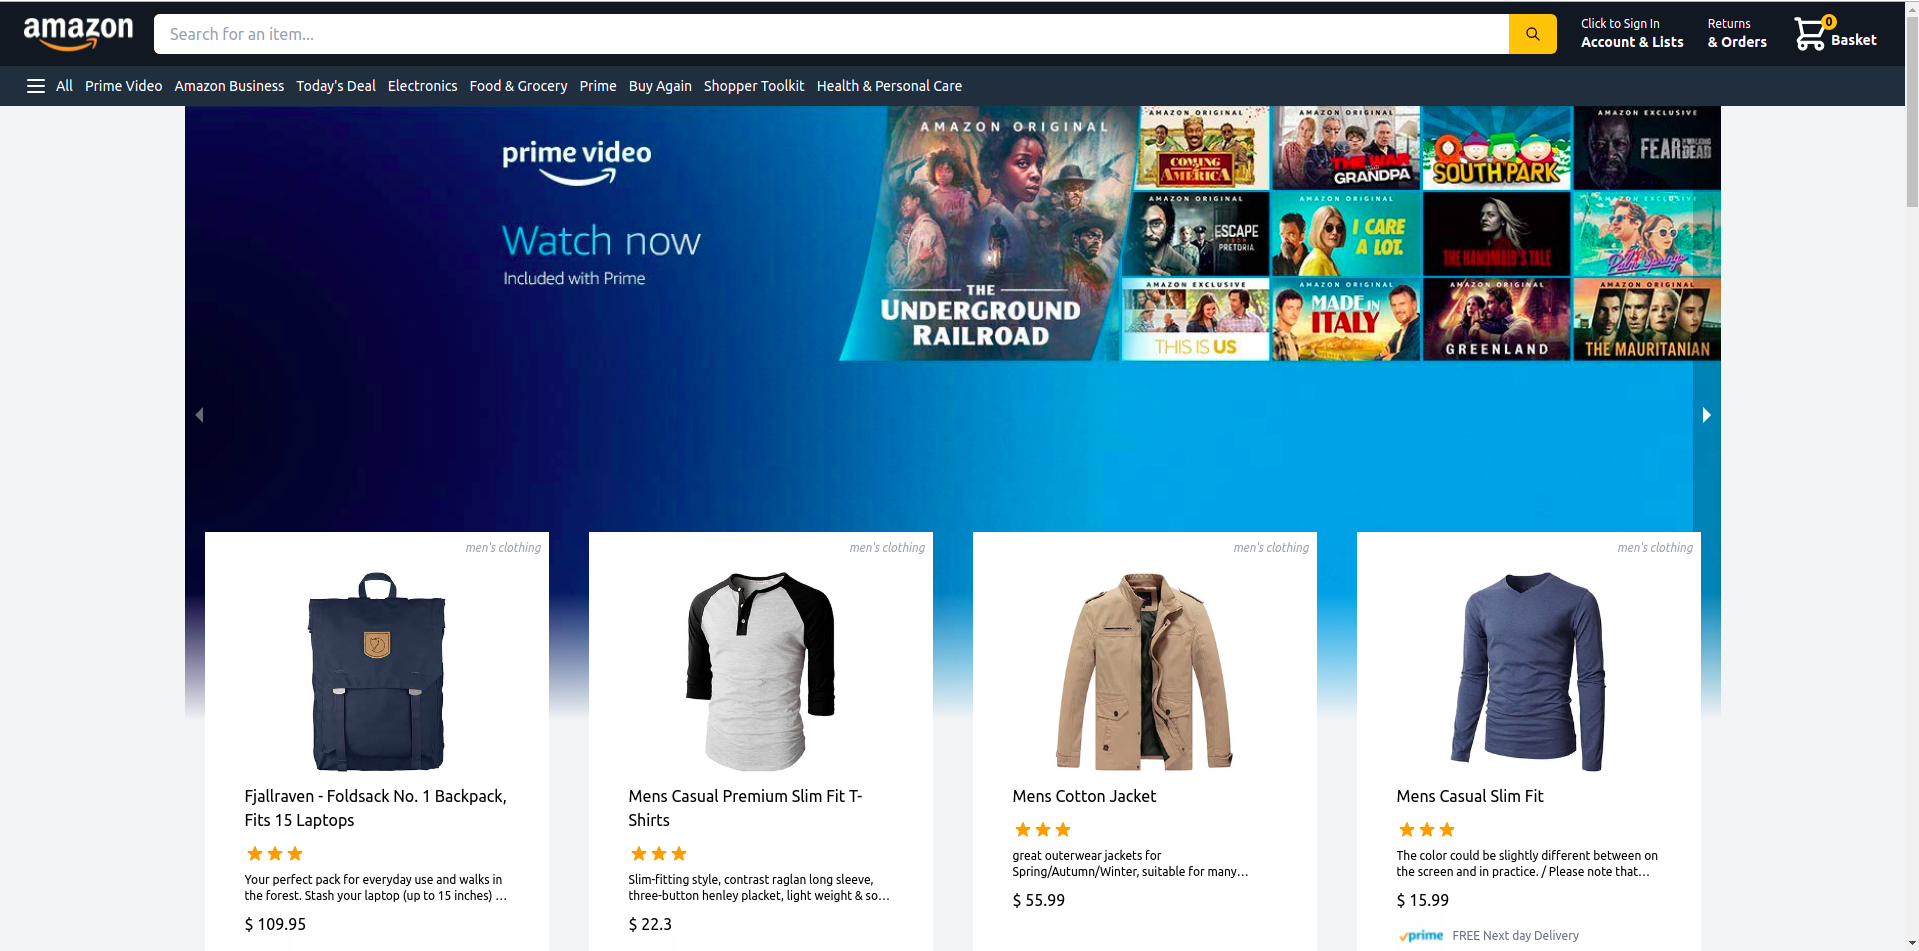 amazon
Search for an item...
Click to Sign In
Account & Lists
Returns
& Orders
0
Basket
All Prime Video Amazon Business Today's Deal Electronics Food & Grocery Prime Buy Again Shopper Toolkit Health & Personal Care
prime video
Watch now
Included with Prime
AMAZON ORIGINAL
THE
UNDERGROUND
RAILROAD
AMAZON ORIGINAL
COMING
AMERICA
AMAZON ORIGINAL
THE WAR
GRANDPA
SOUTH PARK
AMAZON EXCLUSIVE
FEAR THE WALKING DEAD
AMAZON ORIGINAL
ESCAPE
FROM
PRETORIA
AMAZON ORIGINAL
I CARE
A LOT.
THE HANDMAID'S TALE
AMAZON EXCLUSIVE
Palm Springs
AMAZON EXCLUSIVE
THIS IS US
AMAZON ORIGINAL
MADE IN
ITALY
AMAZON ORIGINAL
GREENLAND
AMAZON ORIGINAL
THE MAURITANIAN
men's clothing
Fjallraven - Foldsack No. 1 Backpack,
Fits 15 Laptops
Your perfect pack for everyday use and walks in
the forest. Stash your laptop (up to 15 inches) ...
$ 109.95
men's clothing
Mens Casual Premium Slim Fit T-
Shirts
Slim-fitting style, contrast raglan long sleeve,
three-button henley placket, light weight & so...
$ 22.3
men's clothing
Mens Cotton Jacket
great outerwear jackets for
Spring/Autumn/Winter, suitable for many...
$ 55.99
men's clothing
Mens Casual Slim Fit
The color could be slightly different between on
the screen and in practice. / Please note that...
$ 15.99
prime FREE Next day Delivery